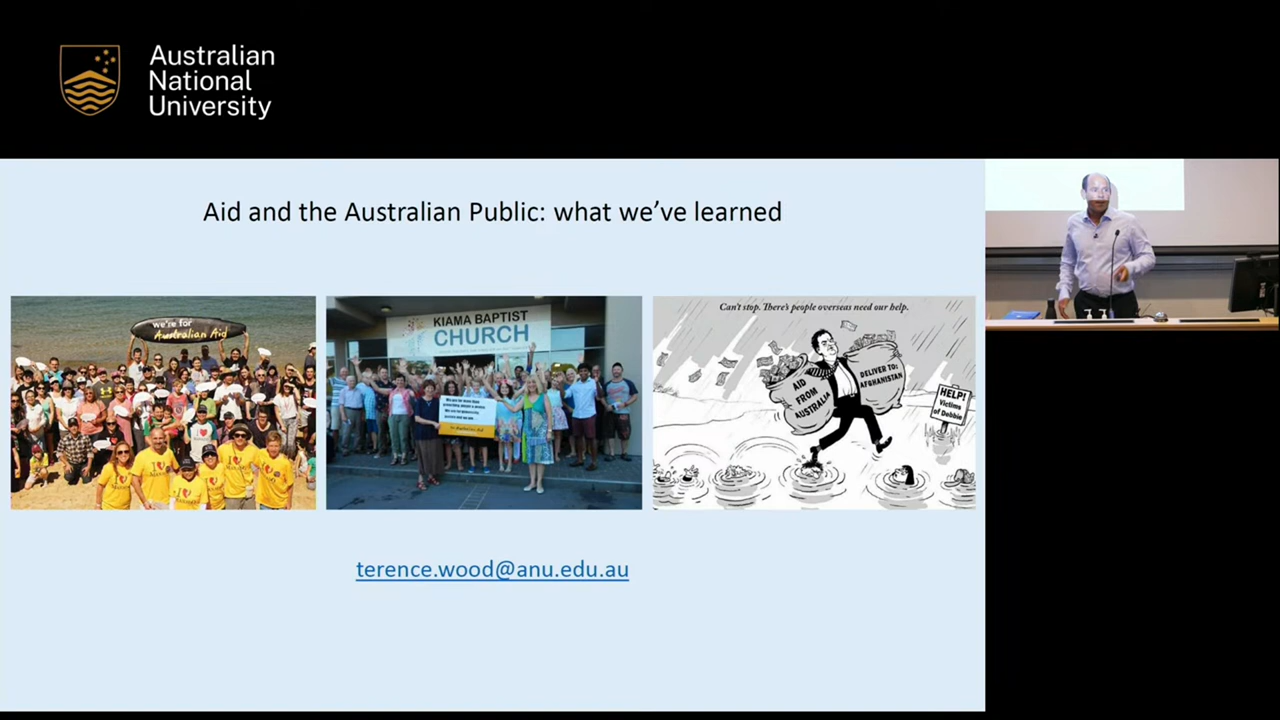 Australian
National
University
Aid and the Australian Public: what we've learned
we're for
Australian Aid
KIAMA BAPTIST
CHURCH
Can't stop. There's people overseas need our help.
AID
FROM
AUSTRALIA
DELIVER TO:
AFGHANISTAN
HELP!
Victims
of Debbie
terence.wood@anu.edu.au